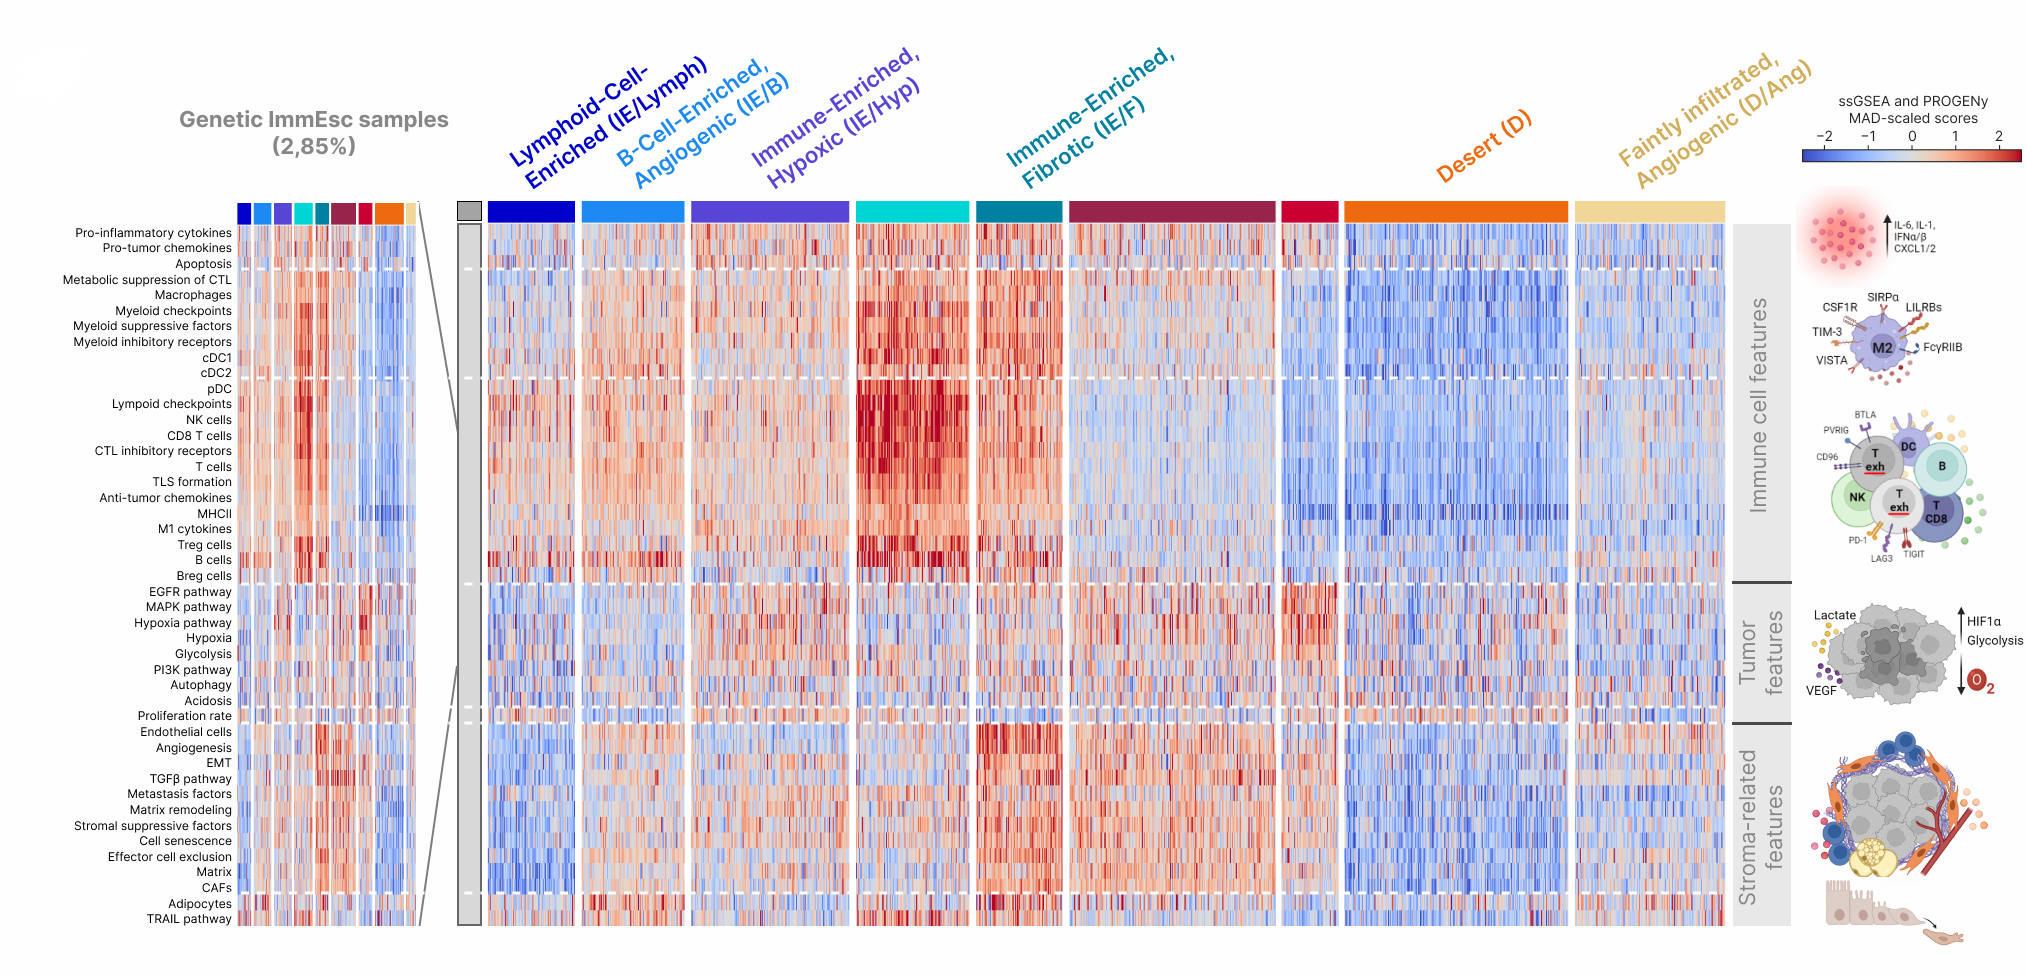 Genetic ImmEsc samples
(2,85%)
Lymphoid-Cell-
Enriched (IE/Lymph)
B-Cell-Enriched,
Angiogenic (IE/B)
Immune-Enriched,
Hypoxic (IE/Hyp)
Immune-Enriched,
Fibrotic (IE/F)
Desert (D)
Faintly infiltrated,
Angiogenic (D/Ang)
ssGSEA and PROGENy
MAD-scaled scores
−2 −1 0 1 2
Pro-inflammatory cytokines
Pro-tumor chemokines
Apoptosis
Metabolic suppression of CTL
Macrophages
Myeloid checkpoints
Myeloid suppressive factors
Myeloid inhibitory receptors
cDC1
cDC2
pDC
Lympoid checkpoints
NK cells
CD8 T cells
CTL inhibitory receptors
T cells
TLS formation
Anti-tumor chemokines
MHCII
M1 cytokines
Treg cells
B cells
Breg cells
EGFR pathway
MAPK pathway
Hypoxia pathway
Hypoxia
Glycolysis
PI3K pathway
Autophagy
Acidosis
Proliferation rate
Endothelial cells
Angiogenesis
EMT
TGFβ pathway
Metastasis factors
Matrix remodeling
Stromal suppressive factors
Cell senescence
Effector cell exclusion
Matrix
CAFs
Adipocytes
TRAIL pathway
Immune cell features
Tumor
features
Stroma-related
features
IL-6, IL-1,
IFNα/β
CXCL1/2
SIRPα
CSF1R
LILRBs
TIM-3
M2
FcγRIIB
VISTA
BTLA
PVRIG
DC
CD96
T
exh
B
NK
T
exh
T
CD8
PD-1
LAG3
TIGIT
Lactate
HIF1α
Glycolysis
VEGF
O2